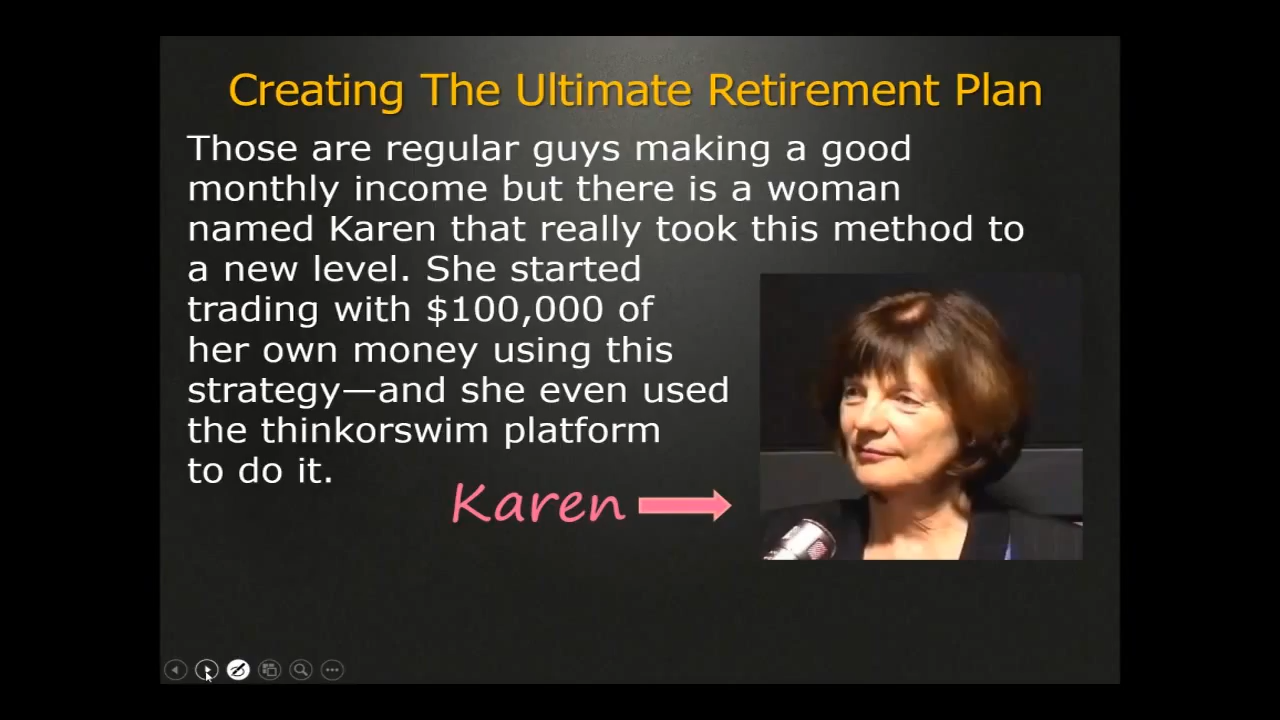 Creating The Ultimate Retirement Plan
Those are regular guys making a good
monthly income but there is a woman
named Karen that really took this method to
a new level. She started
trading with $100,000 of
her own money using this
strategy—and she even used
the thinkorswim platform
to do it.
Karen